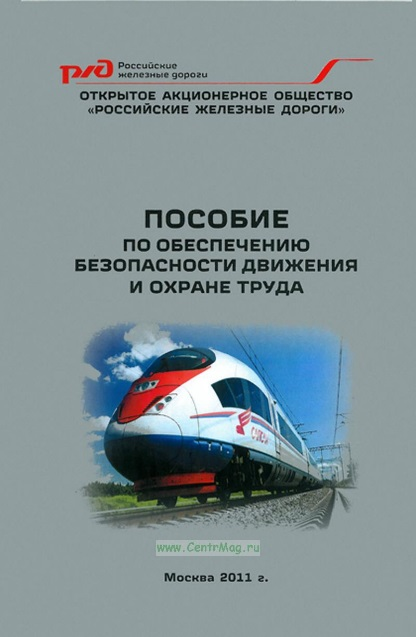 РЖД Российские
железные дороги
ОТКРЫТОЕ АКЦИОНЕРНОЕ ОБЩЕСТВО
«РОССИЙСКИЕ ЖЕЛЕЗНЫЕ ДОРОГИ»
ПОСОБИЕ
ПО ОБЕСПЕЧЕНИЮ
БЕЗОПАСНОСТИ ДВИЖЕНИЯ
И ОХРАНЕ ТРУДА
www.CentrMag.ru
Москва 2011 г.